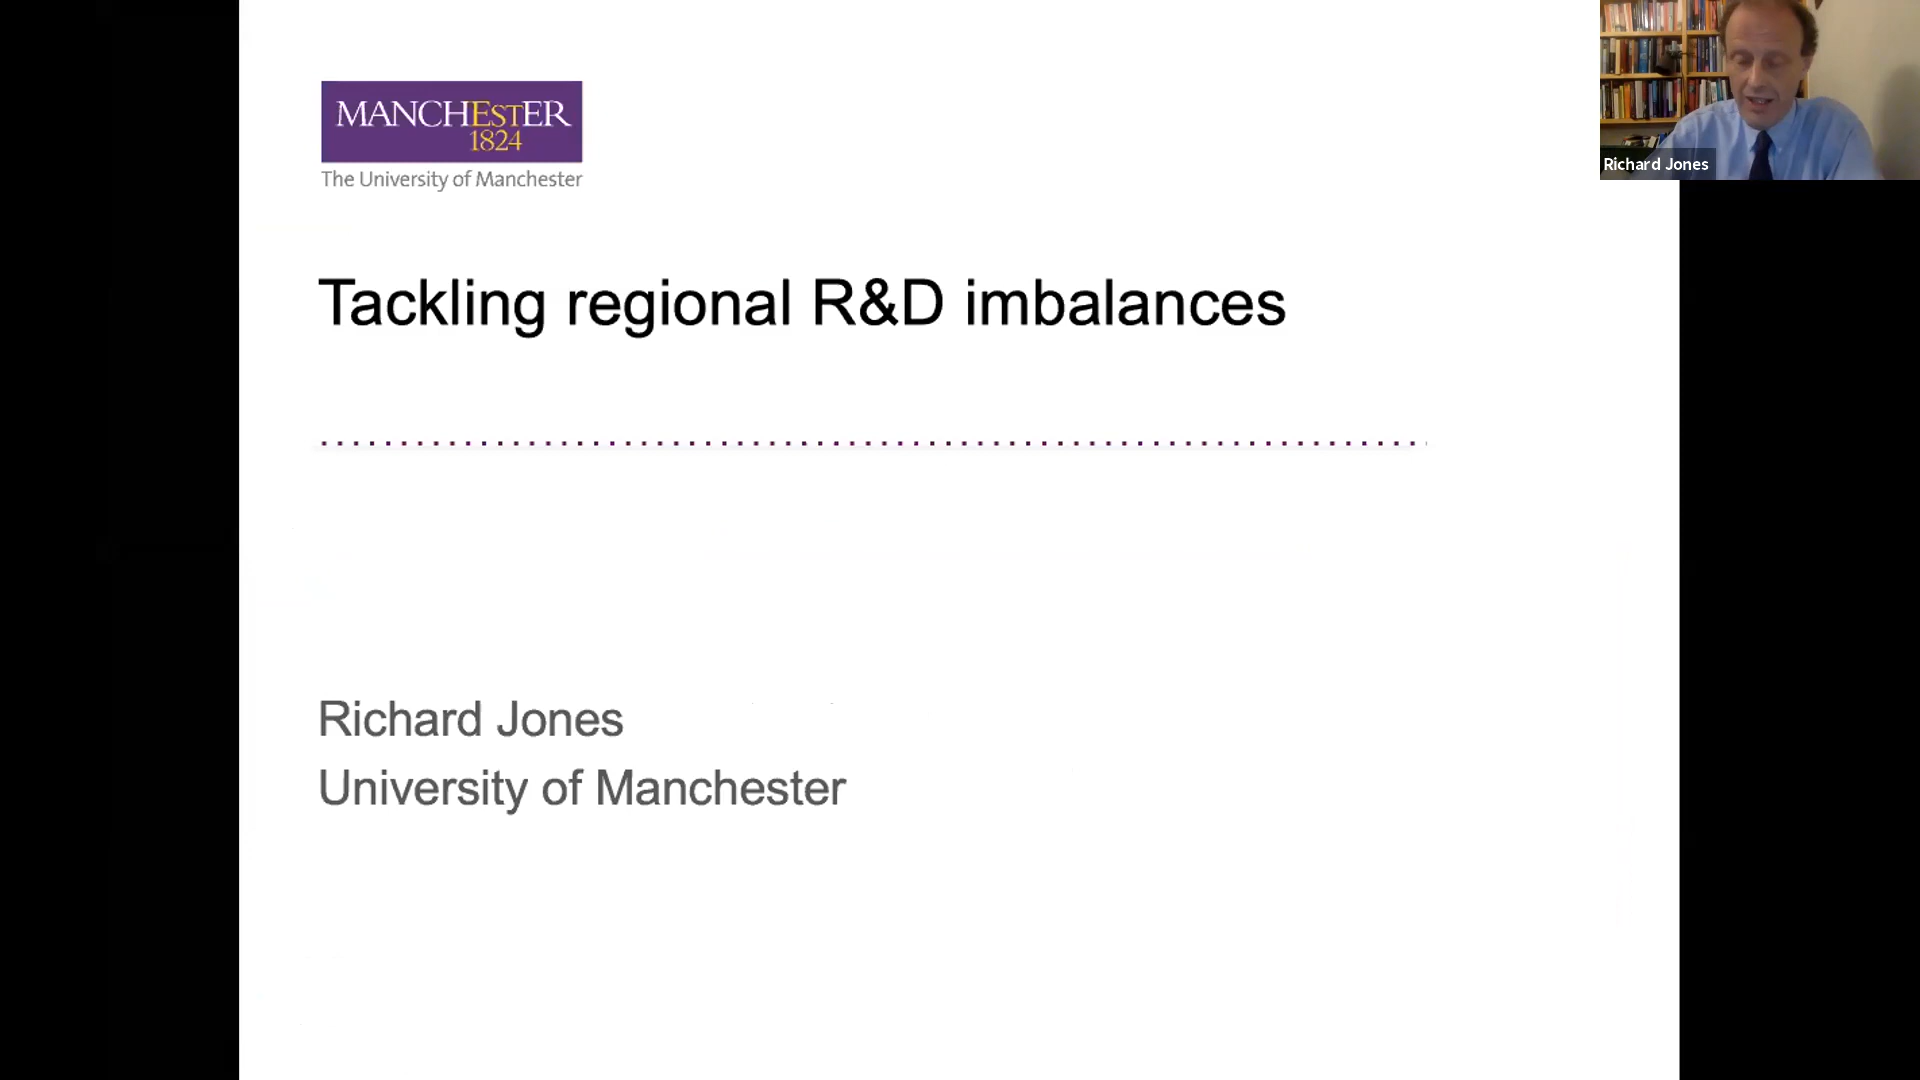 MANCHESTER
1824
The University of Manchester
Tackling regional R&D imbalances
Richard Jones
University of Manchester
Richard Jones